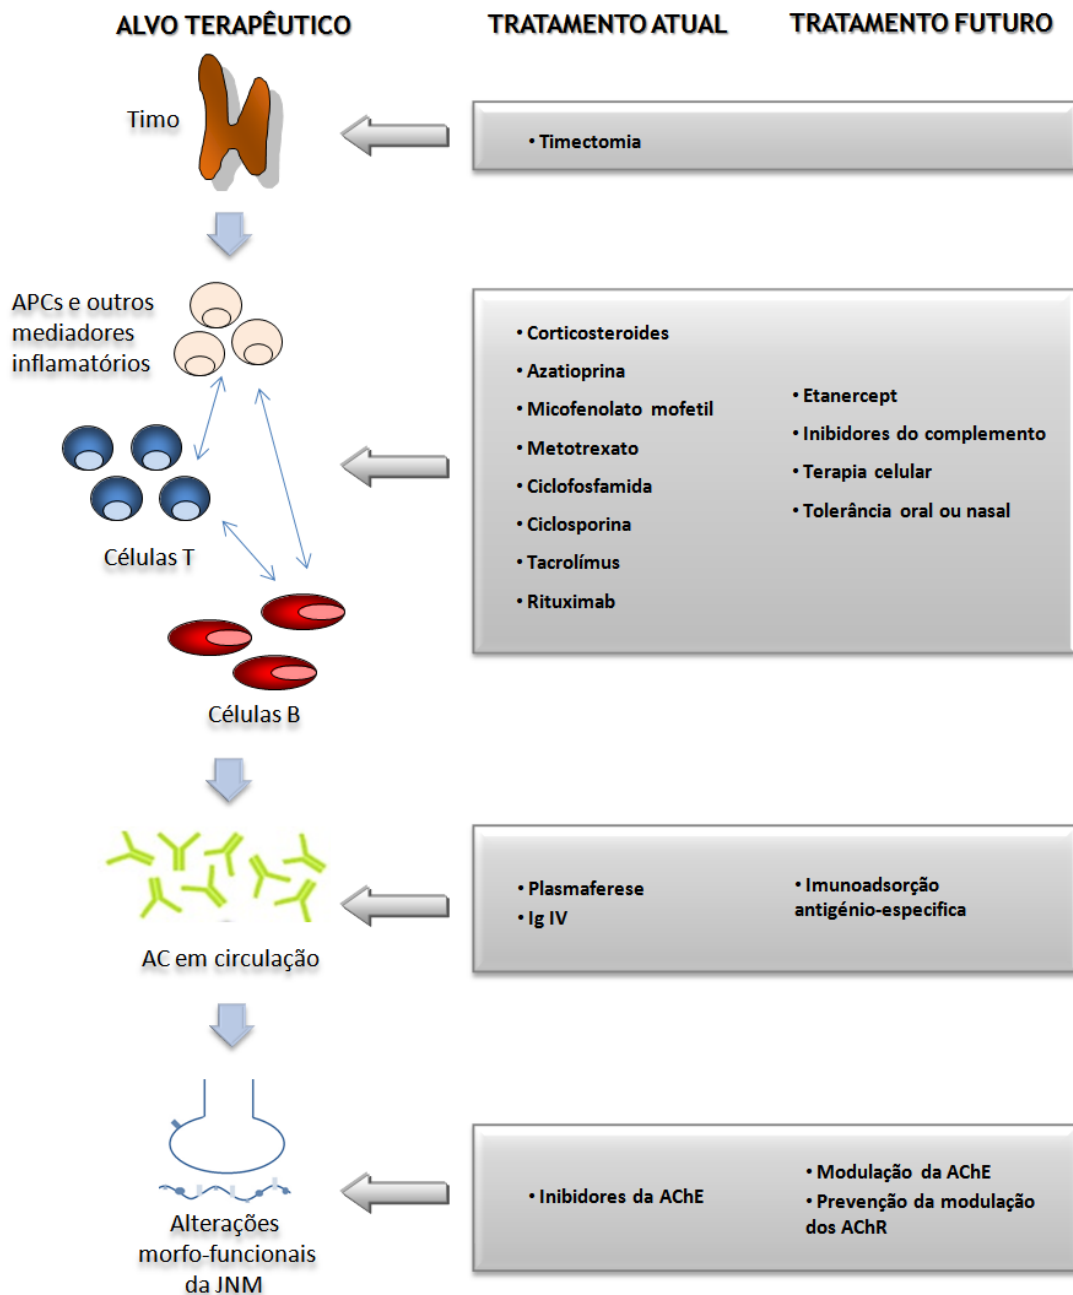 ALVO TERAPÊUTICO
TRATAMENTO ATUAL
TRATAMENTO FUTURO
Timo
• Timectomia
APCs e outros
mediadores
inflamatórios
Células T
Células B
• Corticosteroides
• Azatioprina
• Micofenolato mofetil
• Metotrexato
• Ciclofosfamida
• Ciclosporina
• Tacrolímus
• Rituximab
• Etanercept
• Inibidores do complemento
• Terapia celular
• Tolerância oral ou nasal
AC em circulação
• Plasmaferese
• Ig IV
• Imunoadsorção
antigénio-especifica
Alterações
morfo-funcionais
da JNM
• Inibidores da AChE
• Modulação da AChE
• Prevenção da modulação
dos AChR